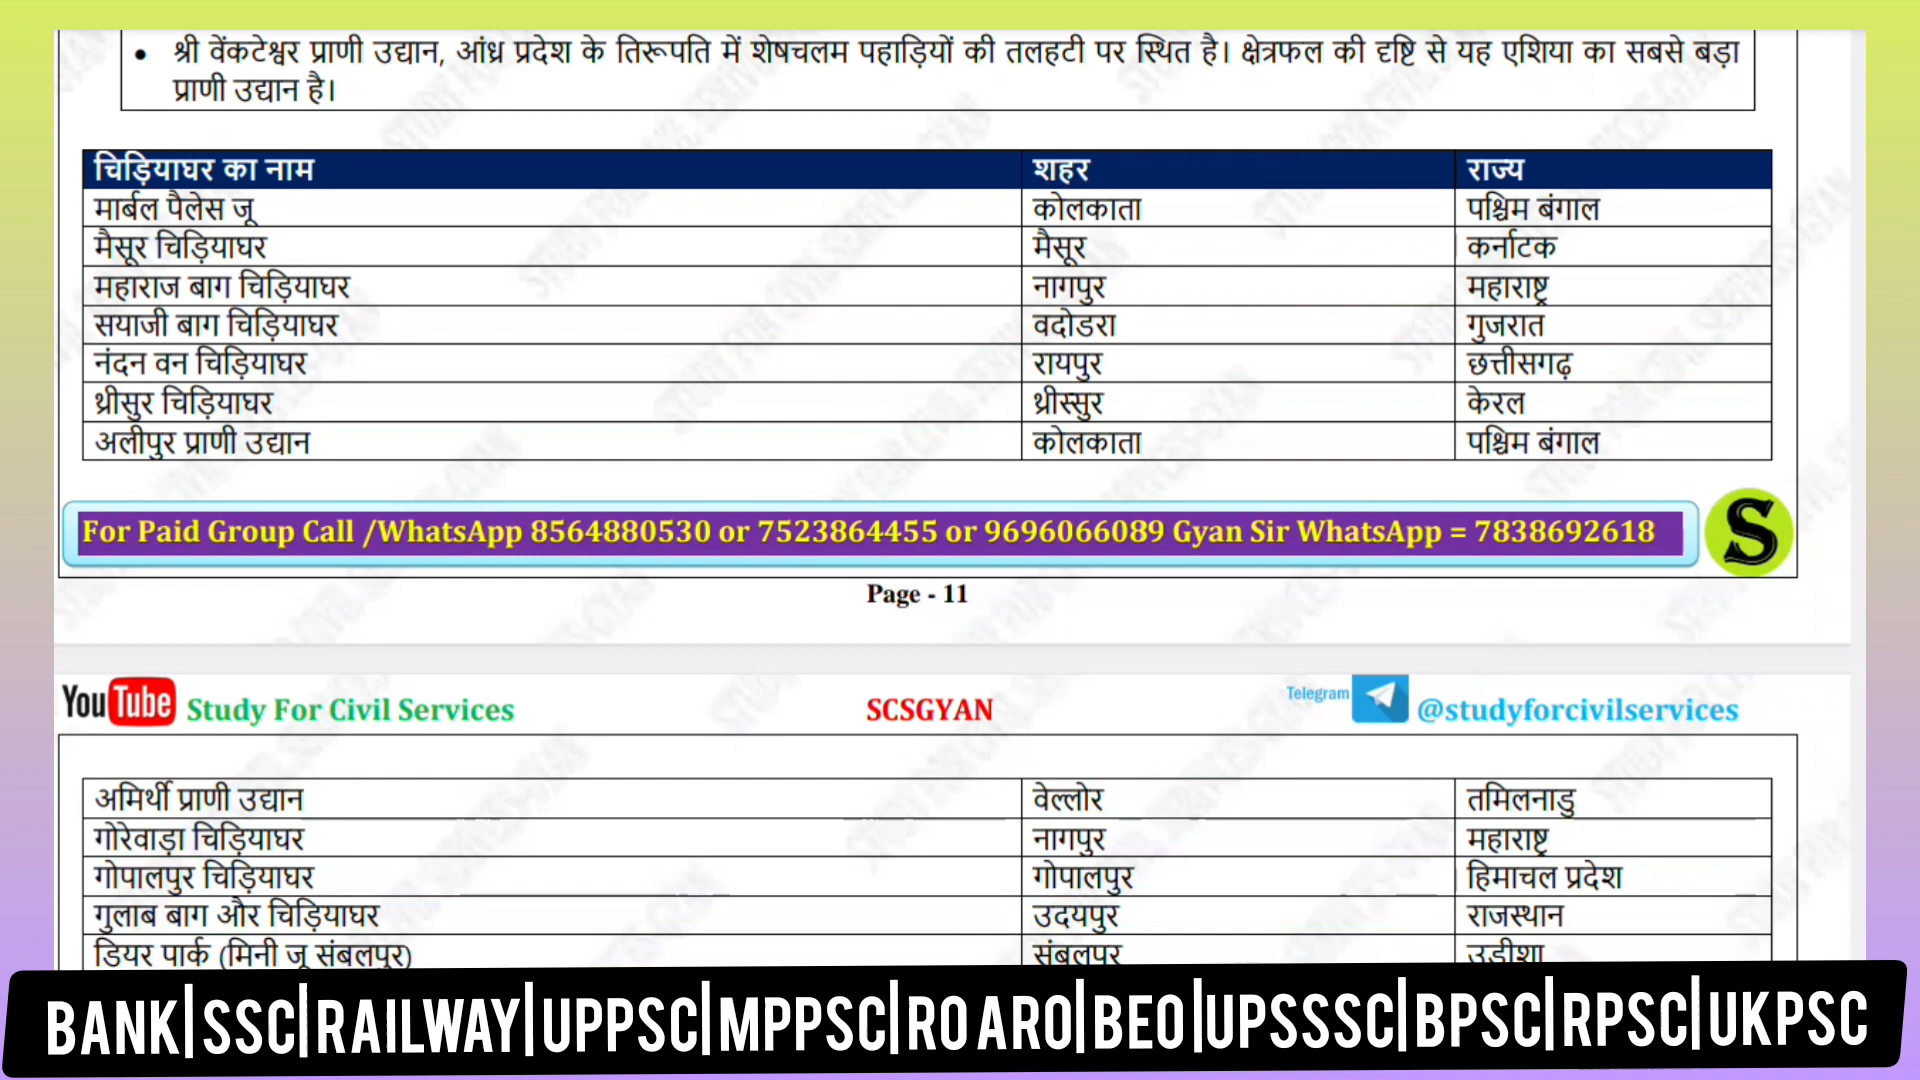 • श्री वेंकटेश्वर प्राणी उद्यान, आंध्र प्रदेश के तिरूपति में शेषचलम पहाड़ियों की तलहटी पर स्थित है। क्षेत्रफल की दृष्टि से यह एशिया का सबसे बड़ा
प्राणी उद्यान है।
चिड़ियाघर का नाम शहर राज्य
मार्बल पैलेस जू कोलकाता पश्चिम बंगाल
मैसूर चिड़ियाघर मैसूर कर्नाटक
महाराज बाग चिड़ियाघर नागपुर महाराष्ट्र
सयाजी बाग चिड़ियाघर वदोडरा गुजरात
नंदन वन चिड़ियाघर रायपुर छत्तीसगढ़
थ्रीसुर चिड़ियाघर थ्रीस्सुर केरल
अलीपुर प्राणी उद्यान कोलकाता पश्चिम बंगाल
For Paid Group Call /WhatsApp 8564880530 or 7523864455 or 9696066089 Gyan Sir WhatsApp = 7838692618
S
Page - 11
YouTube Study For Civil Services SCSGYAN Telegram @studyforcivilservices
अमिर्थी प्राणी उद्यान वेल्लोर तमिलनाडु
गोरेवाड़ा चिड़ियाघर नागपुर महाराष्ट्र
गोपालपुर चिड़ियाघर गोपालपुर हिमाचल प्रदेश
गुलाब बाग और चिड़ियाघर उदयपुर राजस्थान
डियर पार्क (मिनी जू संबलपुर) संबलपुर उड़ीशा
BANK|SSC|RAILWAY|UPPSC|MPPSC|RO ARO|BEO|UPSSSC|BPSC|RPSC|UKPSC